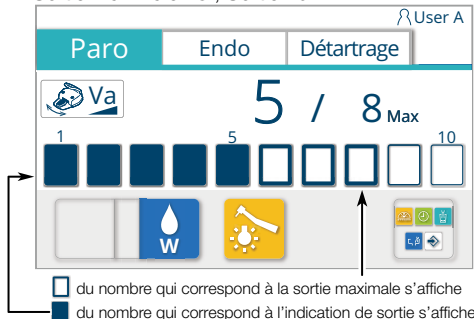 User A
Paro Endo Détartrage
Va 5 / 8 Max
1 5 10
W
du nombre qui correspond à la sortie maximale s'affiche
du nombre qui correspond à l'indication de sortie s'affiche